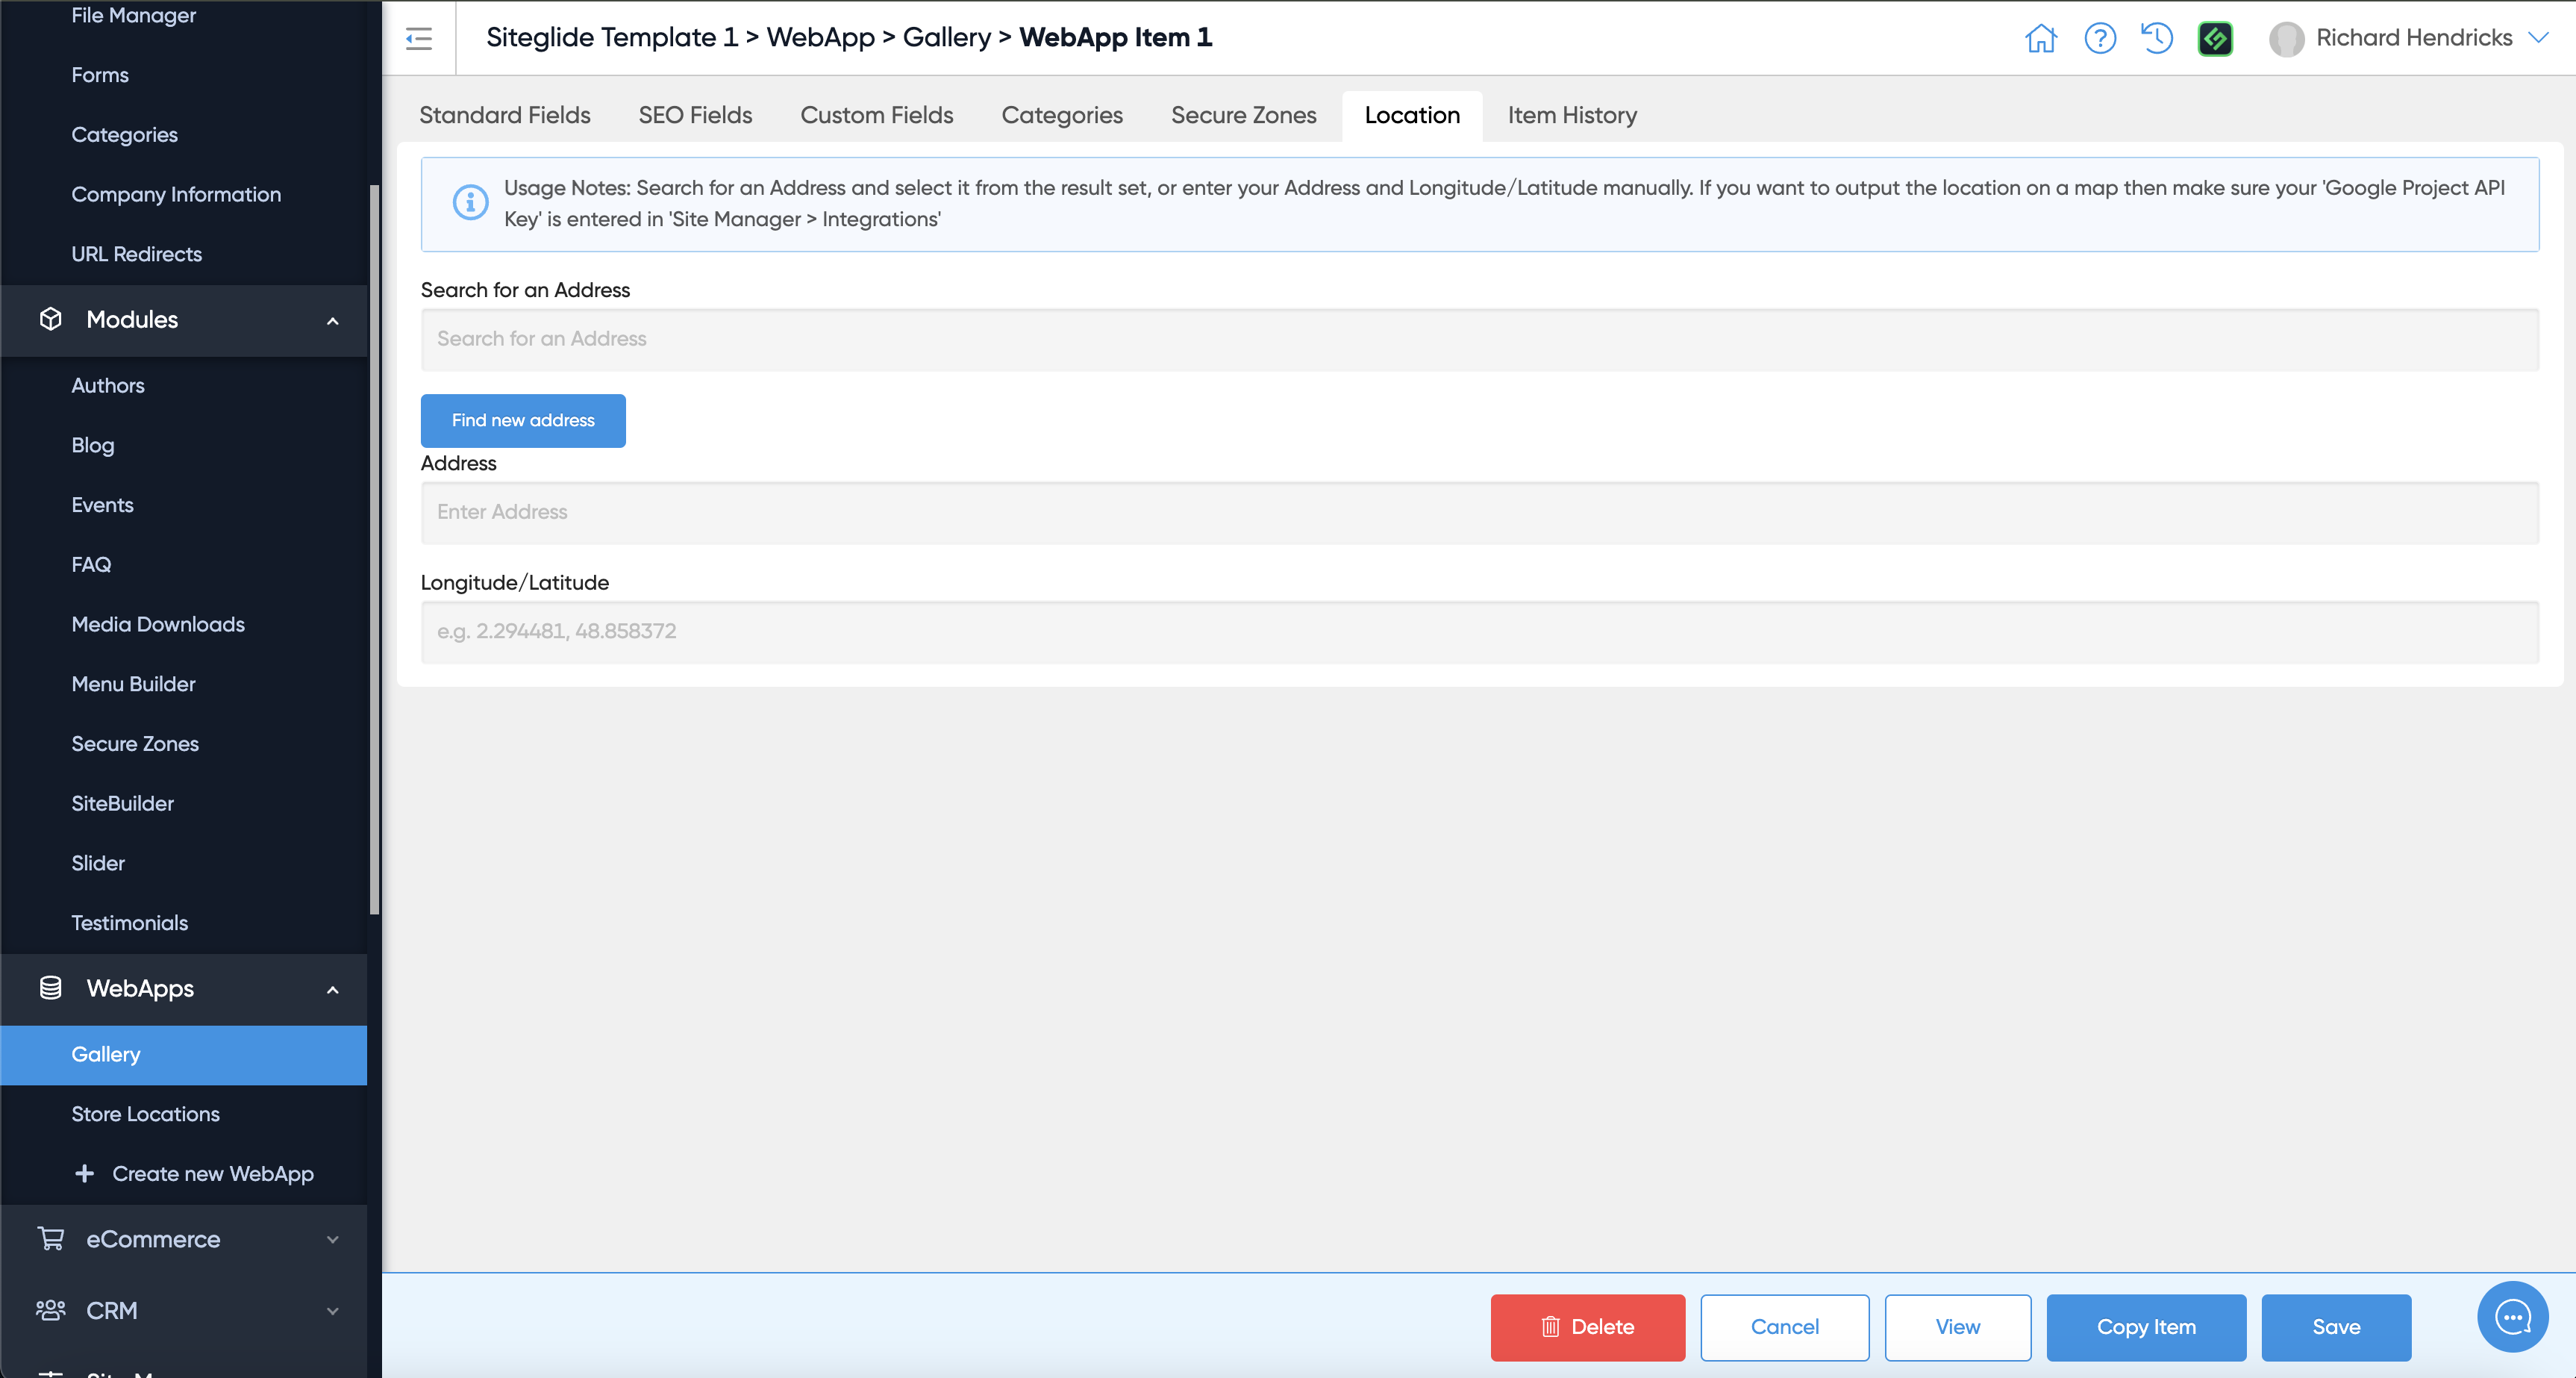 File Manager
Forms
Categories
Company Information
URL Redirects
Modules
Authors
Blog
Events
FAQ
Media Downloads
Menu Builder
Secure Zones
SiteBuilder
Slider
Testimonials
WebApps
Gallery
Store Locations
+ Create new WebApp
eCommerce
CRM
Siteglide Template 1 > WebApp > Gallery > WebApp Item 1
Richard Hendricks
Standard Fields SEO Fields Custom Fields Categories Secure Zones Location Item History
Usage Notes: Search for an Address and select it from the result set, or enter your Address and Longitude/Latitude manually. If you want to output the location on a map then make sure your 'Google Project API
Key' is entered in 'Site Manager > Integrations'
Search for an Address
Search for an Address
Find new address
Address
Enter Address
Longitude/Latitude
e.g. 2.294481, 48.858372
Delete Cancel View Copy Item Save